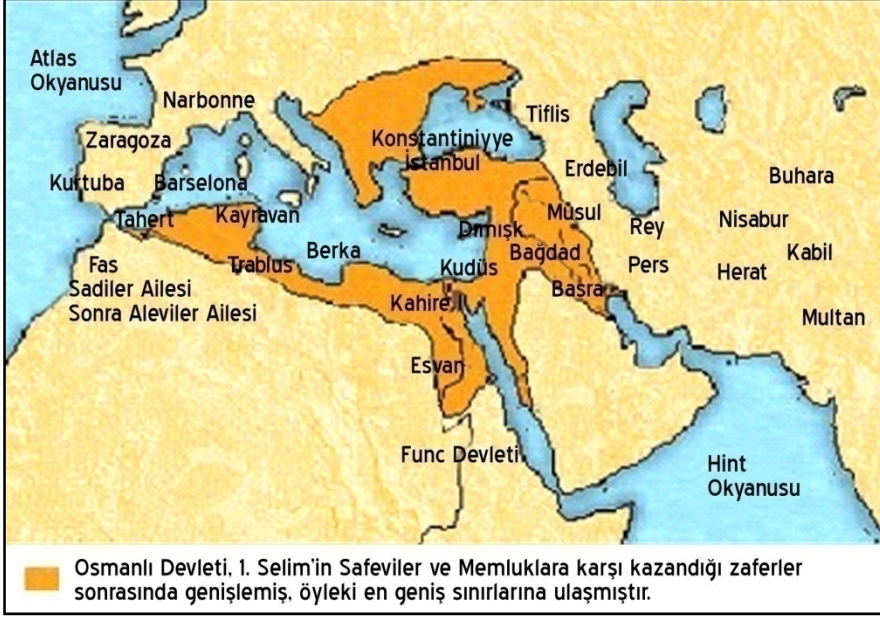 Atlas
Okyanusu
Narbonne
Tiflis
Zaragoza
Konstantiniyye
İstanbul
Erdebil
Buhara
Kurtuba
Barselona
Tahert
Kayravan
Musul
Nisabur
Rey
Dımışk
Berka
Bağdad
Kabil
Fas
Trablus
Kudüs
Pers
Herat
Sadiler Ailesi
Sonra Aleviler Ailesi
Kahire
Basra
Multan
Esvan
Func Devleti
Hint
Okyanusu
Osmanlı Devleti, 1. Selim'in Safeviler ve Memluklara karşı kazandığı zaferler
sonrasında genişlemiş, öyleki en geniş sınırlarına ulaşmıştır.